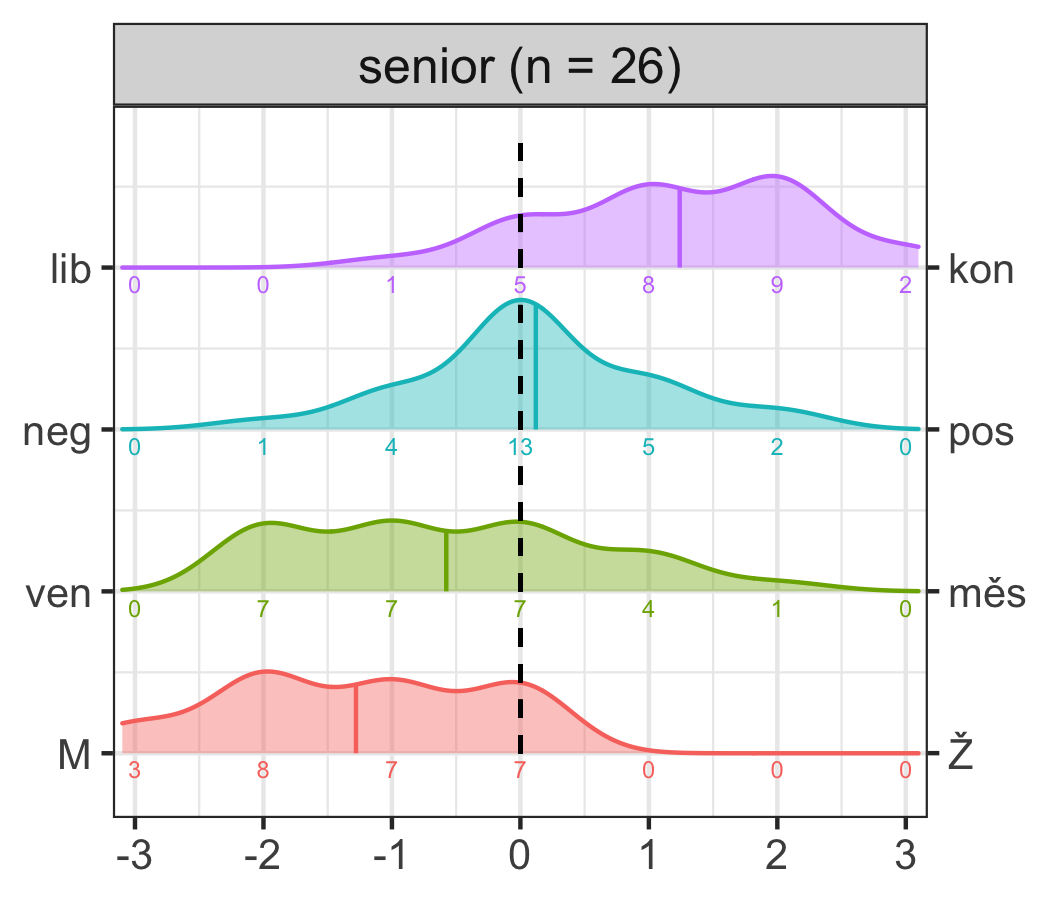 senior (n = 26)
lib kon
0 0 1 5 8 9 2
neg pos
0 1 4 13 5 2 0
ven měs
0 7 7 7 4 1 0
M Ž
3 8 7 7 0 0 0
-3 -2 -1 0 1 2 3